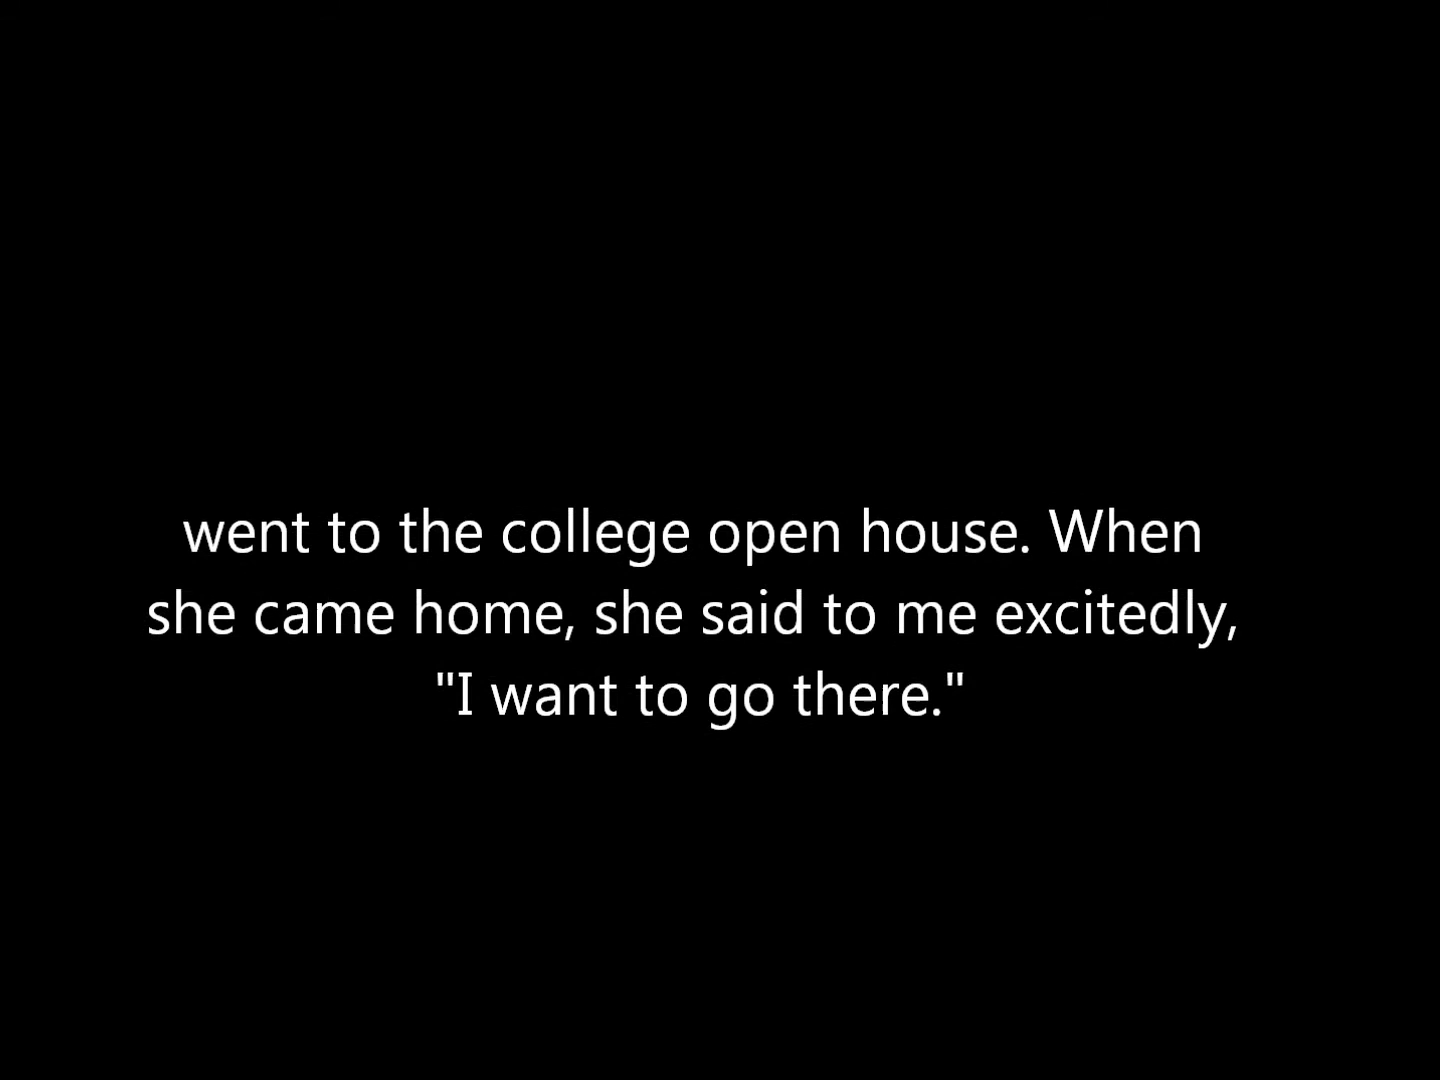 went to the college open house. When
she came home, she said to me excitedly,
"I want to go there."